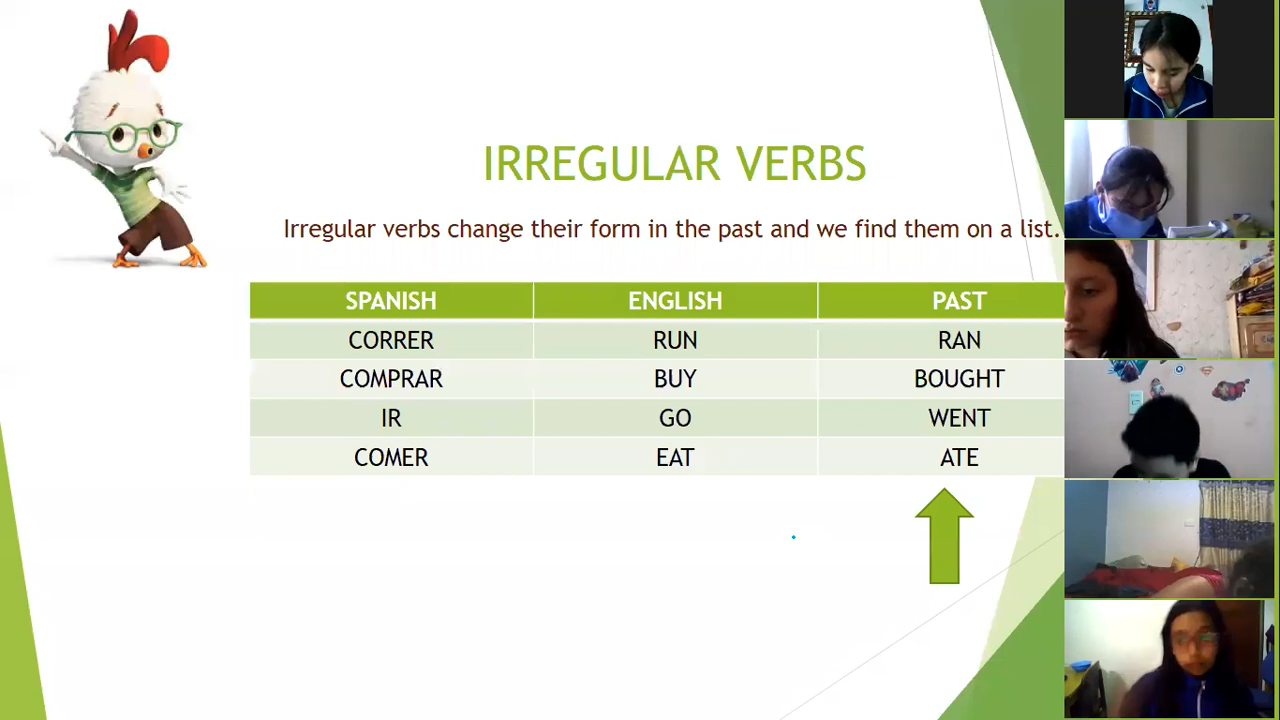 IRREGULAR VERBS
Irregular verbs change their form in the past and we find them on a list.
SPANISH ENGLISH PAST
CORRER RUN RAN
COMPRAR BUY BOUGHT
IR GO WENT
COMER EAT ATE